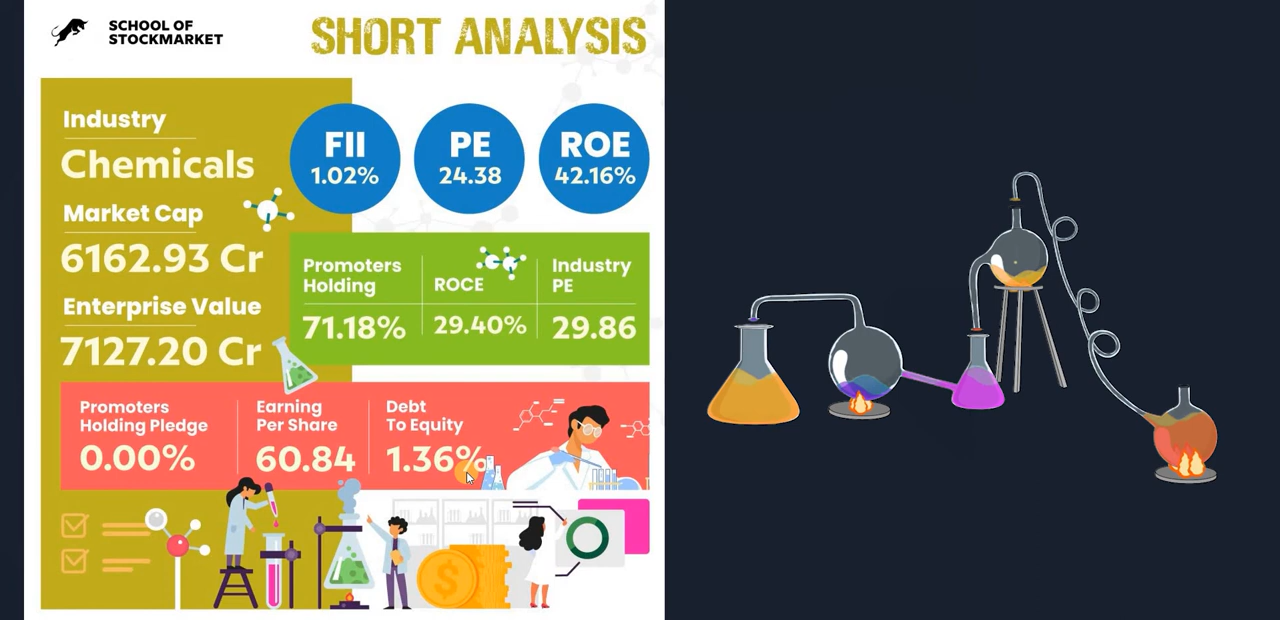 SCHOOL OF
STOCKMARKET
SHORT ANALYSIS
Industry
Chemicals
Market Cap
6162.93 Cr
Enterprise Value
7127.20 Cr
FII
1.02%
PE
24.38
ROE
42.16%
Promoters
Holding
71.18%
ROCE
29.40%
Industry
PE
29.86
Promoters
Holding Pledge
0.00%
Earning
Per Share
60.84
Debt
To Equity
1.36%